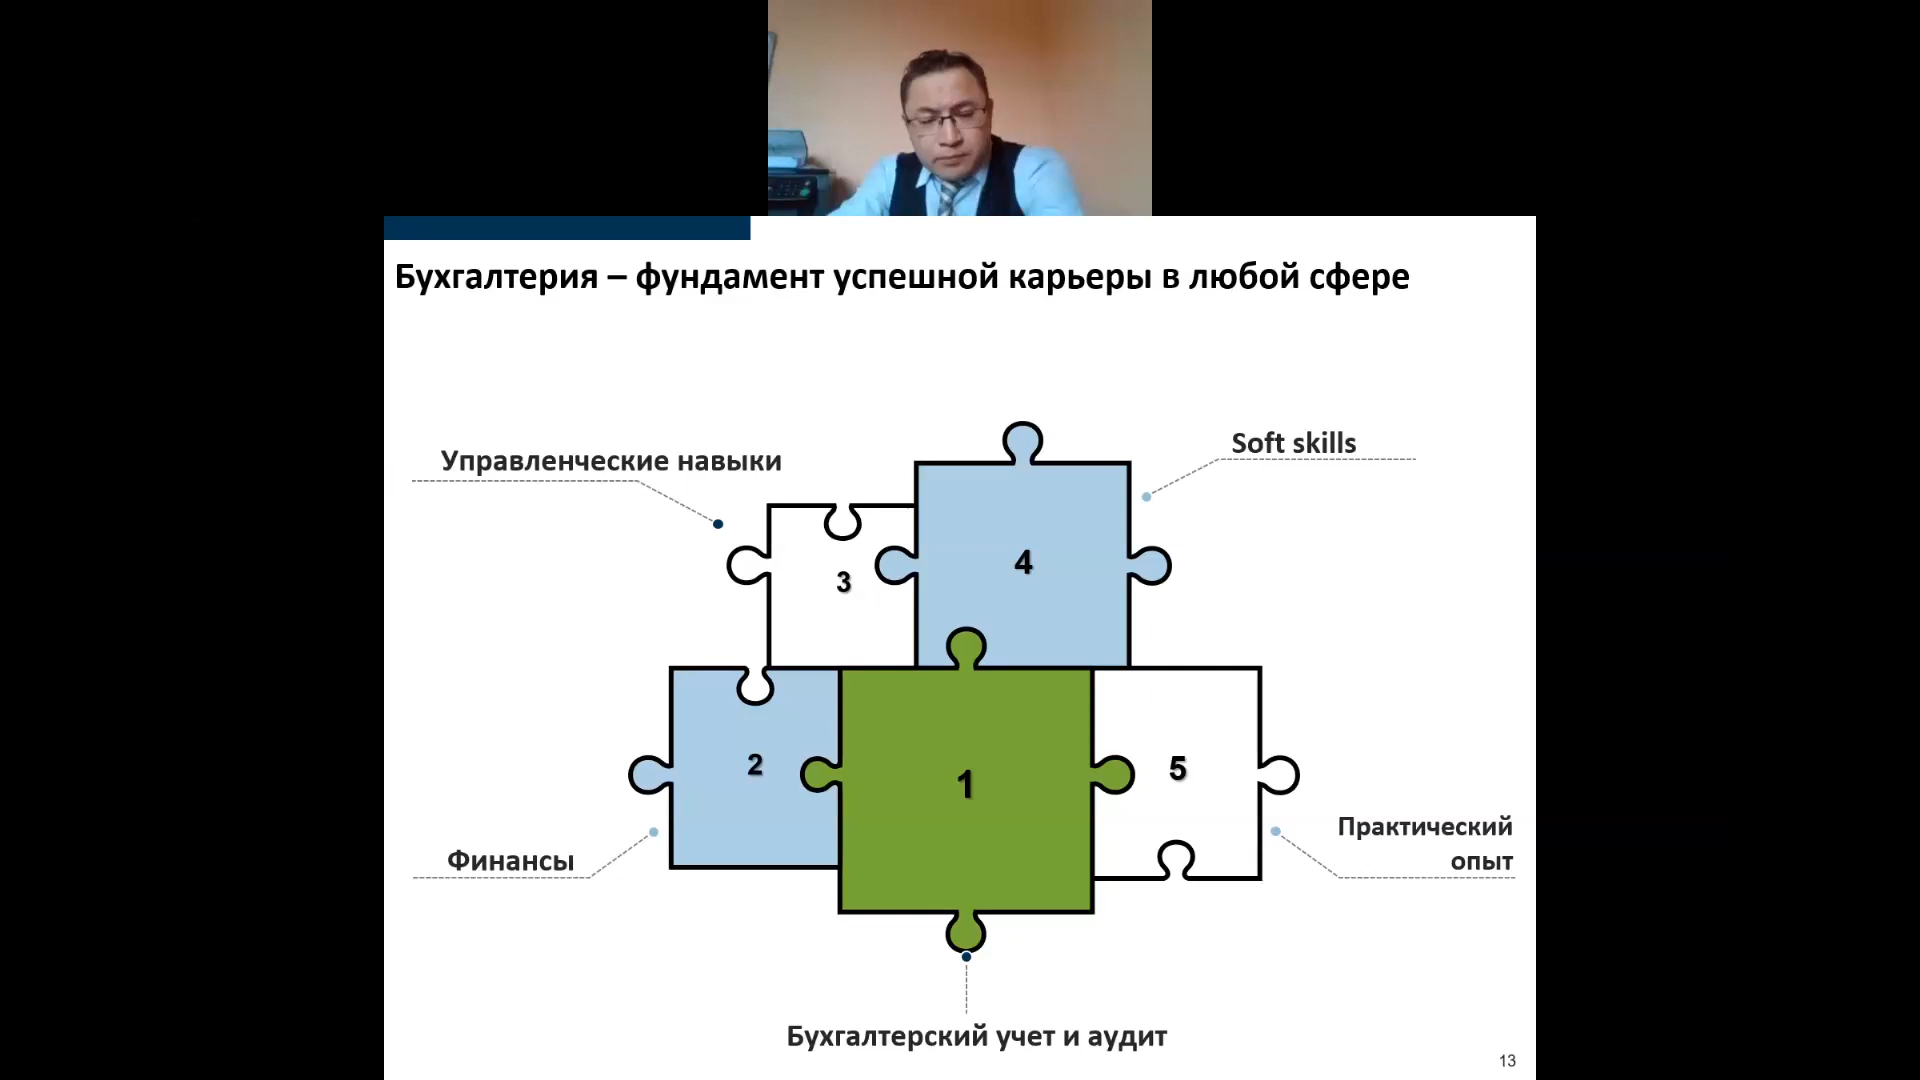 Бухгалтерия – фундамент успешной карьеры в любой сфере
Управленческие навыки
Soft skills
3
4
2
1
5
Финансы
Практический
опыт
Бухгалтерский учет и аудит
13